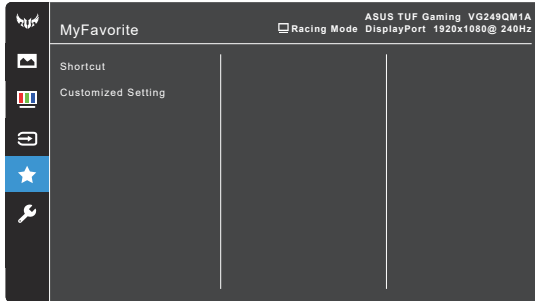 MyFavorite
ASUS TUF Gaming VG249QM1A
Racing Mode DisplayPort 1920x1080@ 240Hz
Shortcut
Customized Setting